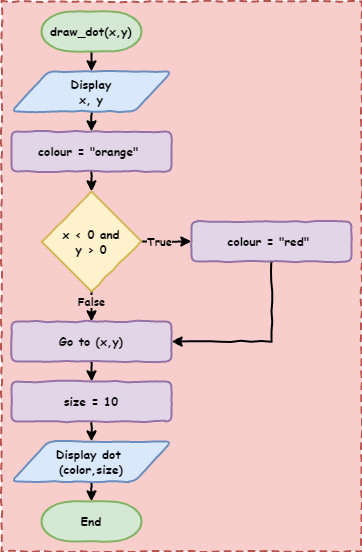 draw_dot(x,y)
Display
x, y
colour = "orange"
x < 0 and
y > 0
True
colour = "red"
False
Go to (x,y)
size = 10
Display dot
(color,size)
End